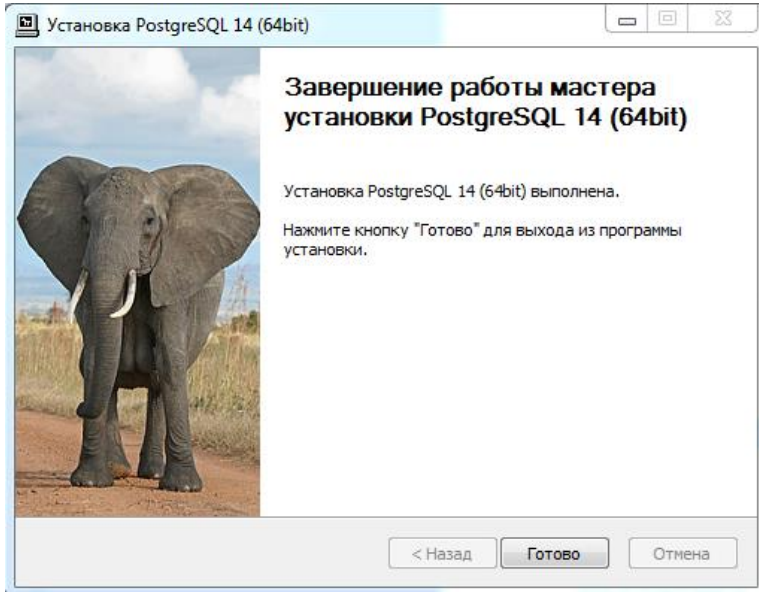 Установка PostgreSQL 14 (64bit)
Завершение работы мастера
установки PostgreSQL 14 (64bit)
Установка PostgreSQL 14 (64bit) выполнена.
Нажмите кнопку "Готово" для выхода из программы
установки.
< Назад
Готово
Отмена